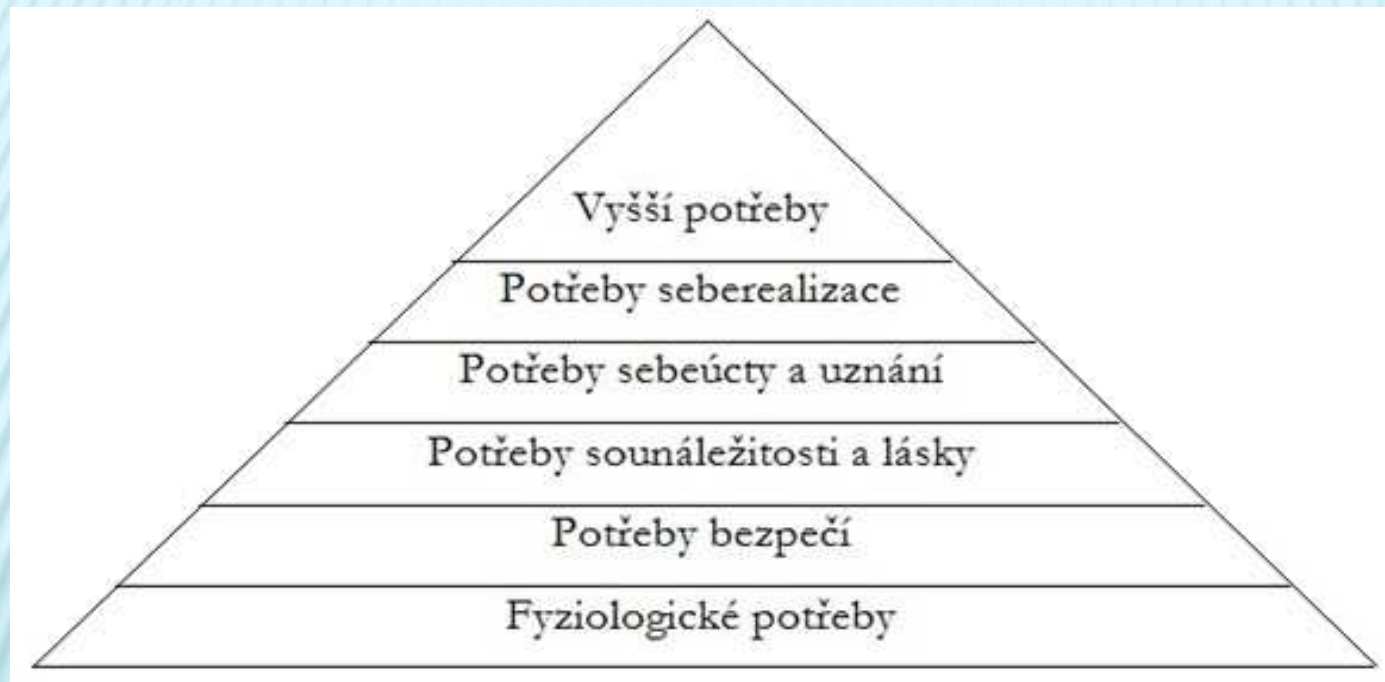 Vyšší potřeby
Potřeby seberealizace
Potřeby sebeúcty a uznání
Potřeby sounáležitosti a lásky
Potřeby bezpečí
Fyziologické potřeby